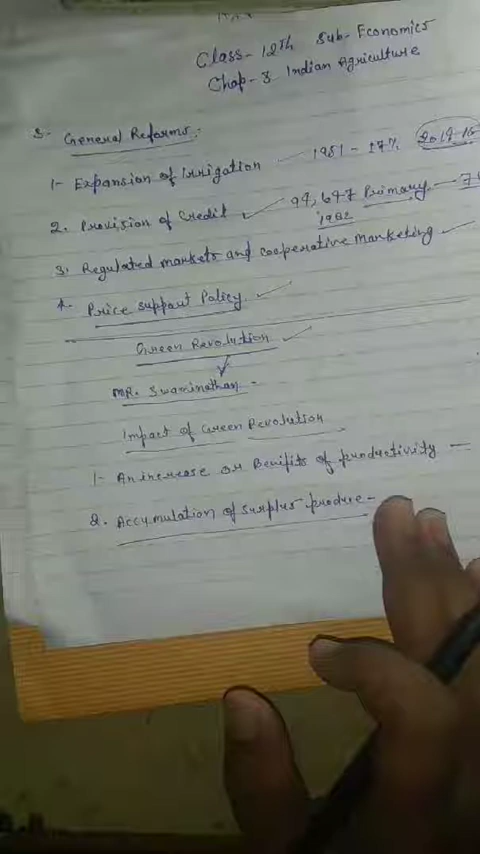 Class- 12th Sub- Economics
Chap- 8 Indian Agriculture
General Reforms:-
1- Expansion of Irrigation — 1951 - 17%
2. Provision of Credit 94,647 Primary —
1982
3. Regulated markets and cooperative Marketing
4- Price support Policy
Green Revolution
MR. Swaminathan -
Impact of Green Revolution
1- An increase or Benifits of productivity —
2. Accumulation of surplus produce -